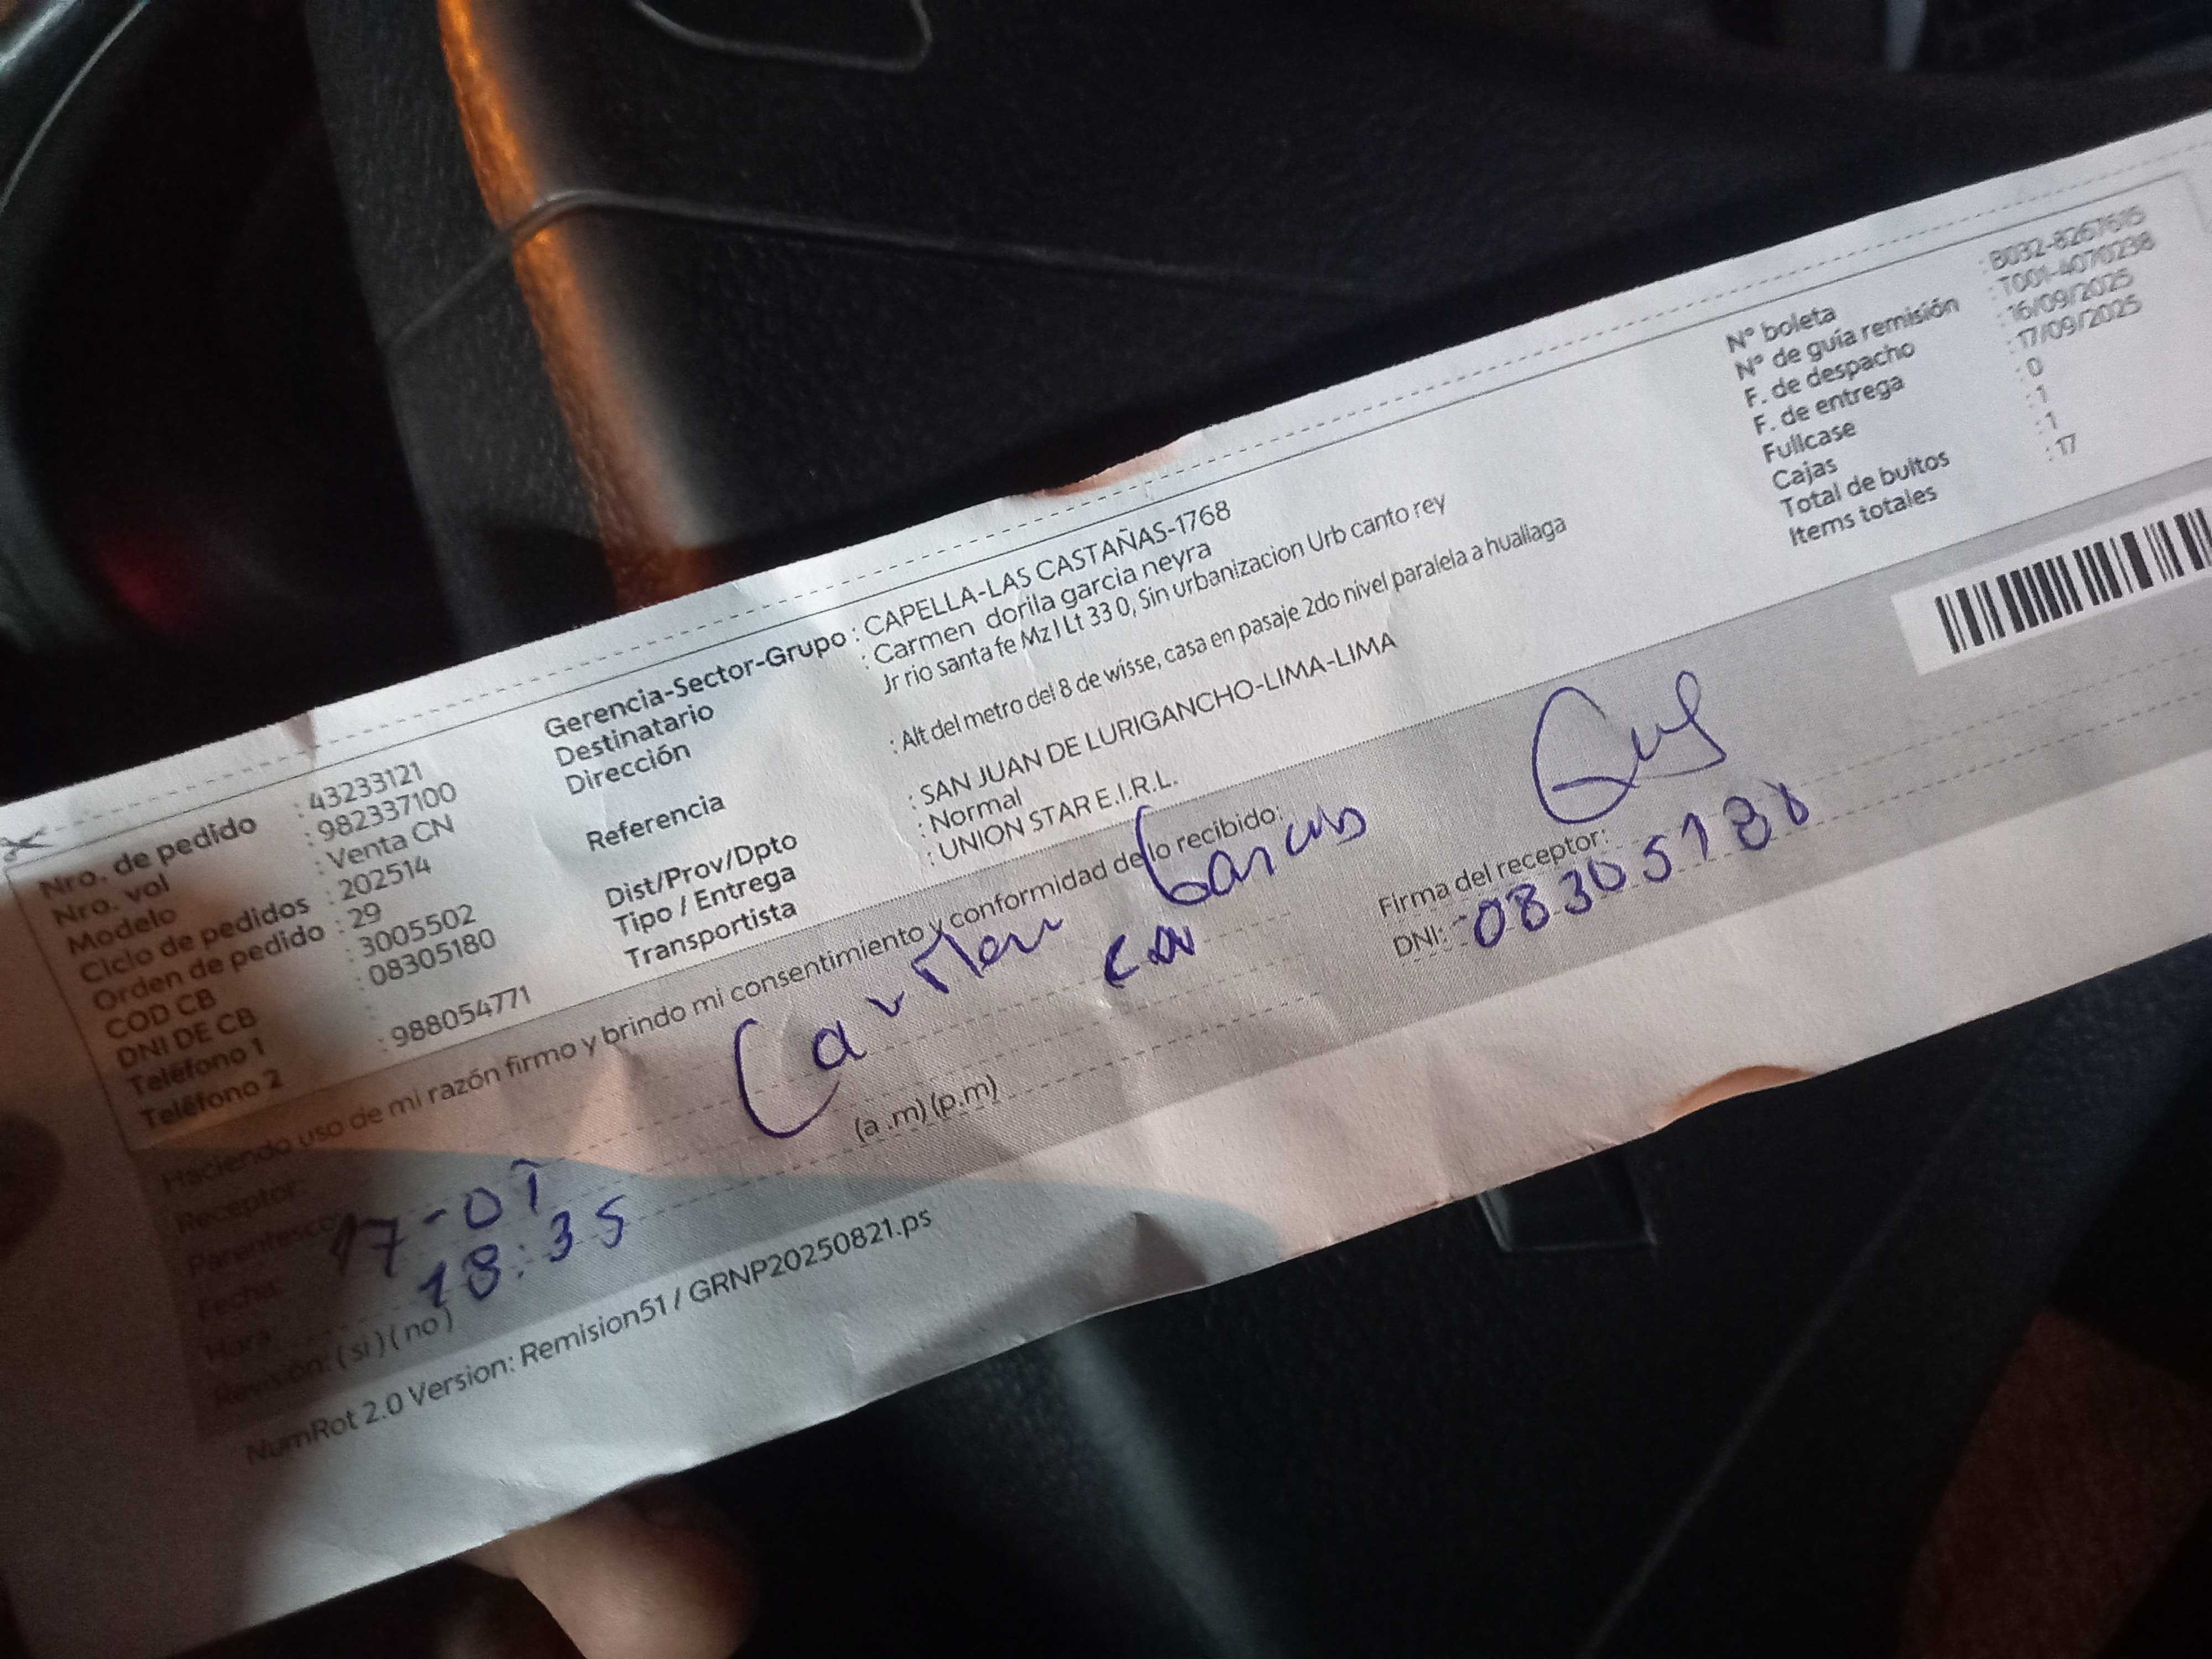 Nro. de pedido : 43233121
Nro. vol : 982337100
Modelo : Venta CN
Ciclo de pedidos : 202514
Orden de pedido : 29
COD CB : 3005502
DNI DE CB : 08305180
Teléfono 1 :
Teléfono 2 : 988054771
Gerencia-Sector-Grupo : CAPELLA-LAS CASTAÑAS-1768
Destinatario : Carmen dorila garcia neyra
Dirección Jr rio santa fe Mz I Lt 33 0, Sin urbanizacion Urb canto rey
Referencia : Alt del metro del 8 de wisse, casa en pasaje 2do nivel paralela a huallaga
Dist/Prov/Dpto : SAN JUAN DE LURIGANCHO-LIMA-LIMA
Tipo / Entrega : Normal
Transportista : UNION STAR E.I.R.L.
N° boleta : B032-8267615
N° de guía remisión : T001-4070238
F. de despacho : 16/09/2025
F. de entrega : 17/09/2025
Fullcase : 0
Cajas : 1
Total de bultos : 1
Items totales : 17
Haciendo uso de mi razón firmo y brindo mi consentimiento y conformidad de lo recibido:
Receptor: Carmen
Parentesco:
Fecha: 17-09
Hora: 18:35 (a .m) (p.m)
Revisión: ( si ) ( no )
Firma del receptor:
DNI: 08305180
NumRot 2.0 Version: Remision51 / GRNP20250821.ps